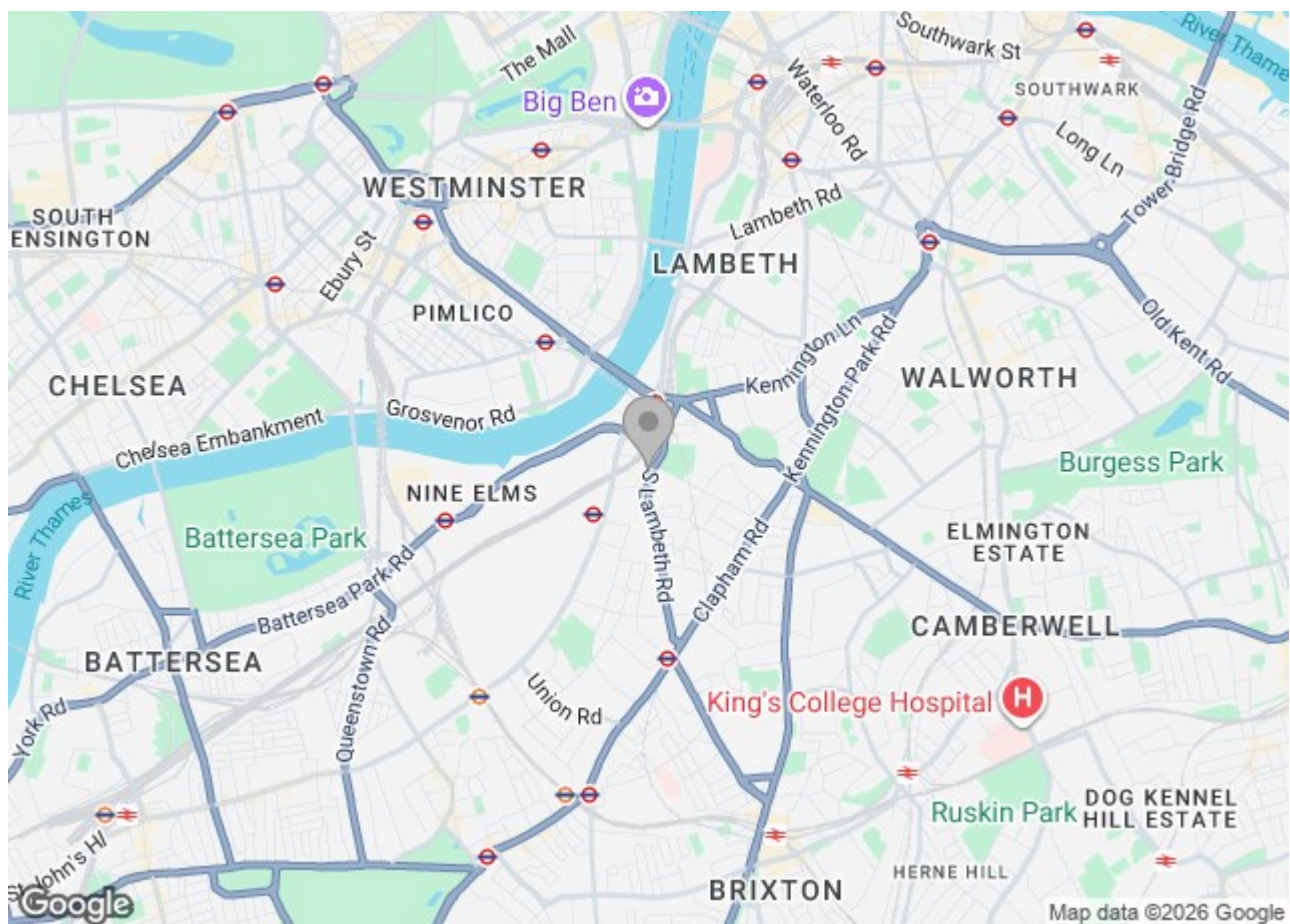 The Mall
Southwark St
River Thames
Big Ben
Waterloo Rd
SOUTHWARK
Long Ln
Tower Bridge Rd
WESTMINSTER
SOUTH
ENSINGTON
Ebury St
Lambeth Rd
LAMBETH
PIMLICO
Kennington Ln
Kennington Park Rd
Old Kent Rd
CHELSEA
WALWORTH
Grosvenor Rd
Chelsea Embankment
Burgess Park
NINE ELMS
S Lambeth Rd
River Thames
Battersea Park
ELMINGTON
ESTATE
Clapham Rd
Battersea Park Rd
CAMBERWELL
BATTERSEA
Queenstown Rd
Union Rd
King's College Hospital
H
York Rd
Ruskin Park
DOG KENNEL
HILL ESTATE
St John's Hl
HERNE HILL
BRIXTON
Google
Map data ©2026 Google